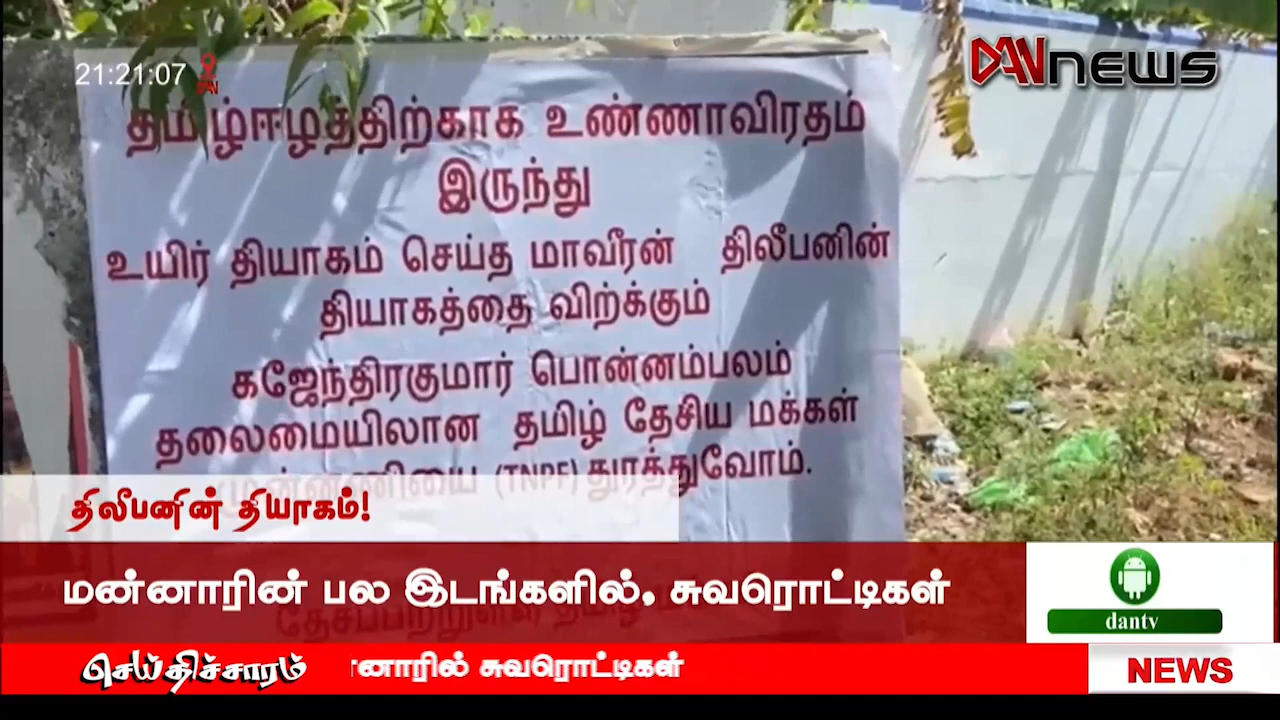 21:21:07
DAN news
தமிழ்ஈழத்திற்காக உண்ணாவிரதம்
இருந்து
உயிர் தியாகம் செய்த மாவீரன் திலீபனின்
தியாகத்தை விற்க்கும்
கஜேந்திரகுமார் பொன்னம்பலம்
தலைமையிலான தமிழ் தேசிய மக்கள்
(TNPF) துரத்துவோம்.
திலீபனின் தியாகம்!
மன்னாரின் பல இடங்களில், சுவரொட்டிகள்
dantv
செய்திச்சாரம் னாரில் சுவரொட்டிகள் NEWS